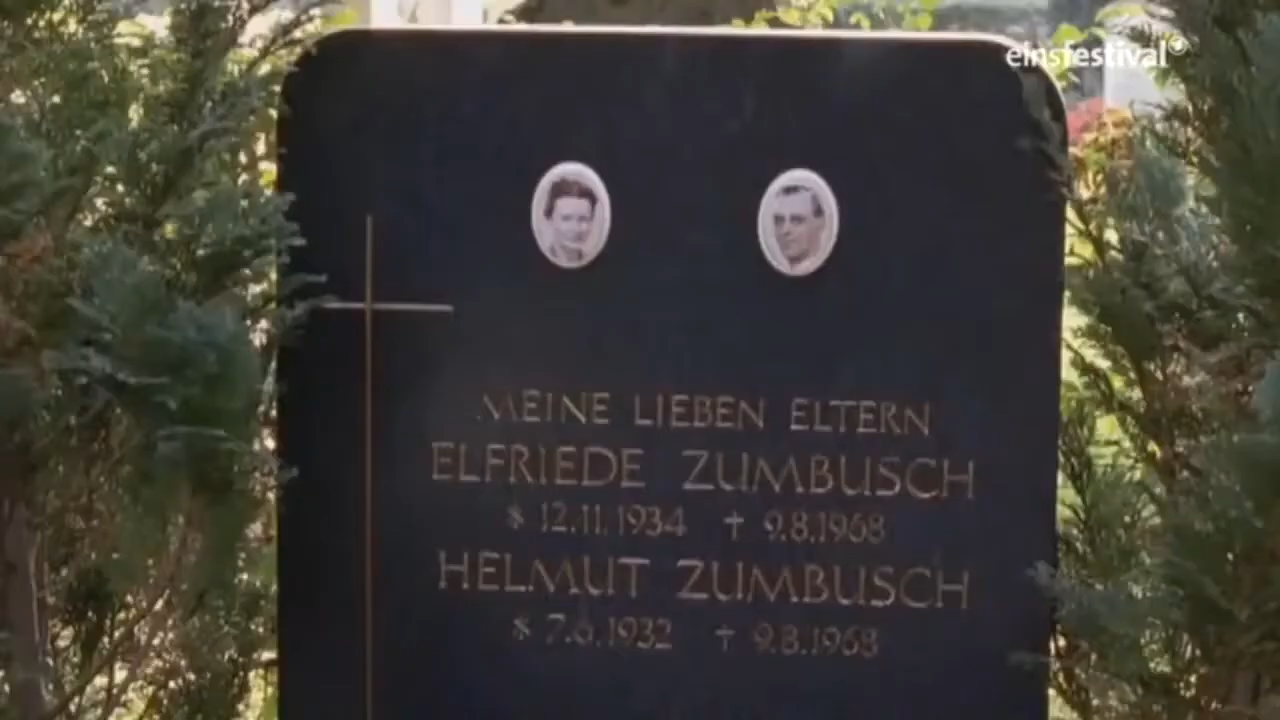 einsfestival
MEINE LIEBEN ELTERN
ELFRIEDE ZUMBUSCH
* 12.11.1934 † 9.8.1968
HELMUT ZUMBUSCH
* 7.6.1932 † 9.8.1968